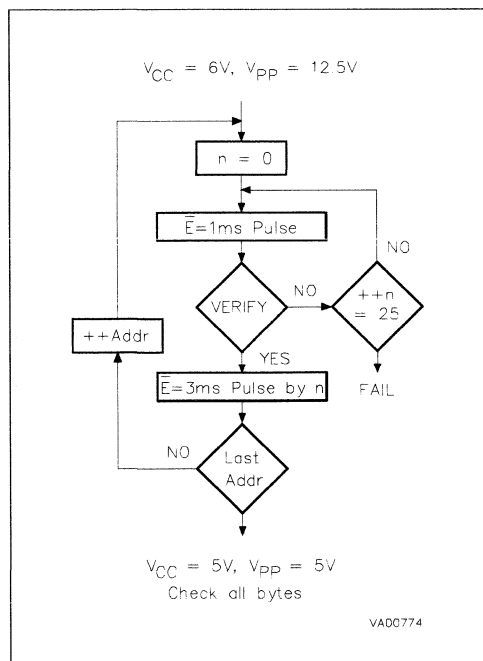 VCC = 6V, VPP = 12.5V
n = 0
E̅=1ms Pulse
NO
VERIFY
NO
++n
= 25
++Addr
YES
FAIL
E̅=3ms Pulse by n
NO
Last
Addr
VCC = 5V, VPP = 5V
Check all bytes
VA00774